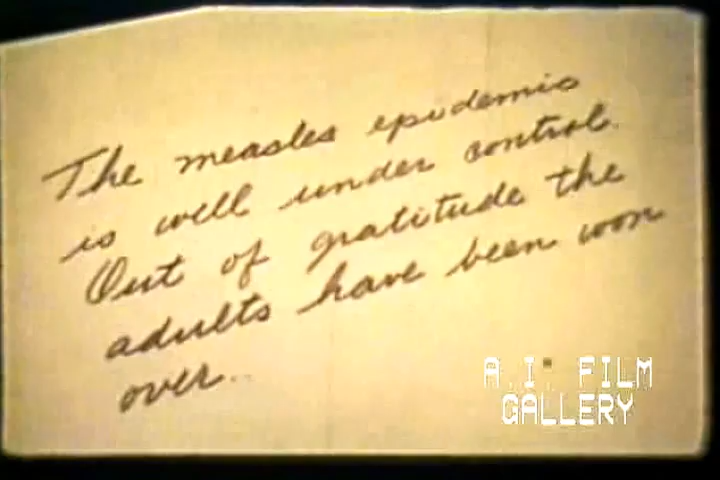 The measles epidemic
is well under control.
Out of gratitude the
adults have been won
over..
A.I. FILM
GALLERY